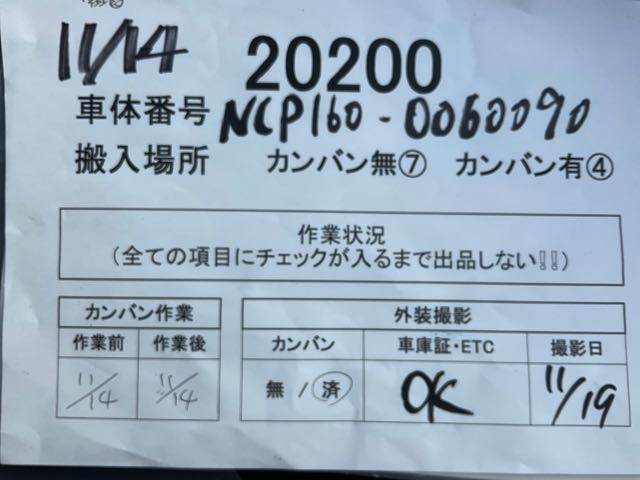 11/14 20200
車体番号 NCP160-0060090
搬入場所 カンバン無⑦ カンバン有④
作業状況
(全ての項目にチェックが入るまで出品しない!!)
カンバン作業 外装撮影
作業前 作業後 カンバン 車庫証・ETC 撮影日
11/14 11/14 無/済 OK 11/19